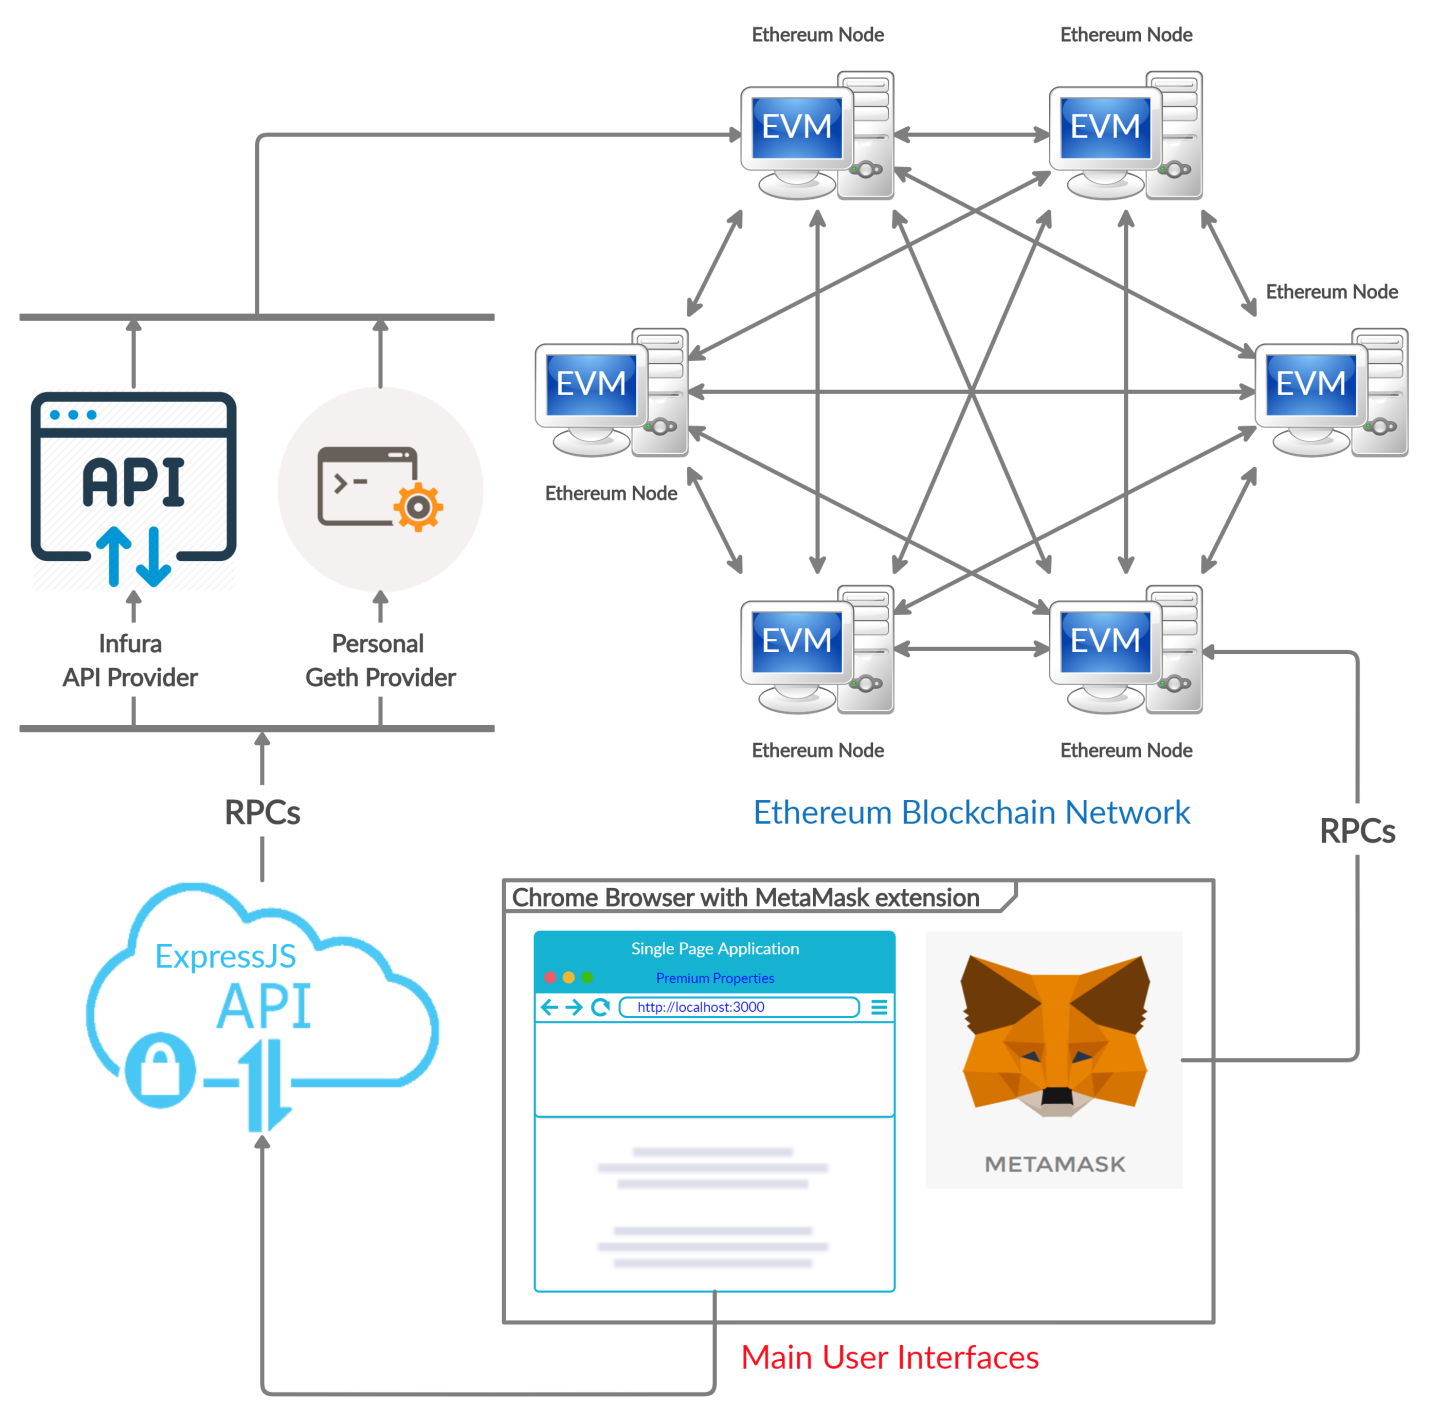 Ethereum Node
Ethereum Node
EVM
EVM
Ethereum Node
EVM
EVM
Ethereum Node
API
Infura
API Provider
Personal
Geth Provider
EVM
EVM
Ethereum Node
Ethereum Node
RPCs
Ethereum Blockchain Network
RPCs
Chrome Browser with MetaMask extension
Single Page Application
Premium Properties
http://localhost:3000
ExpressJS
API
METAMASK
Main User Interfaces